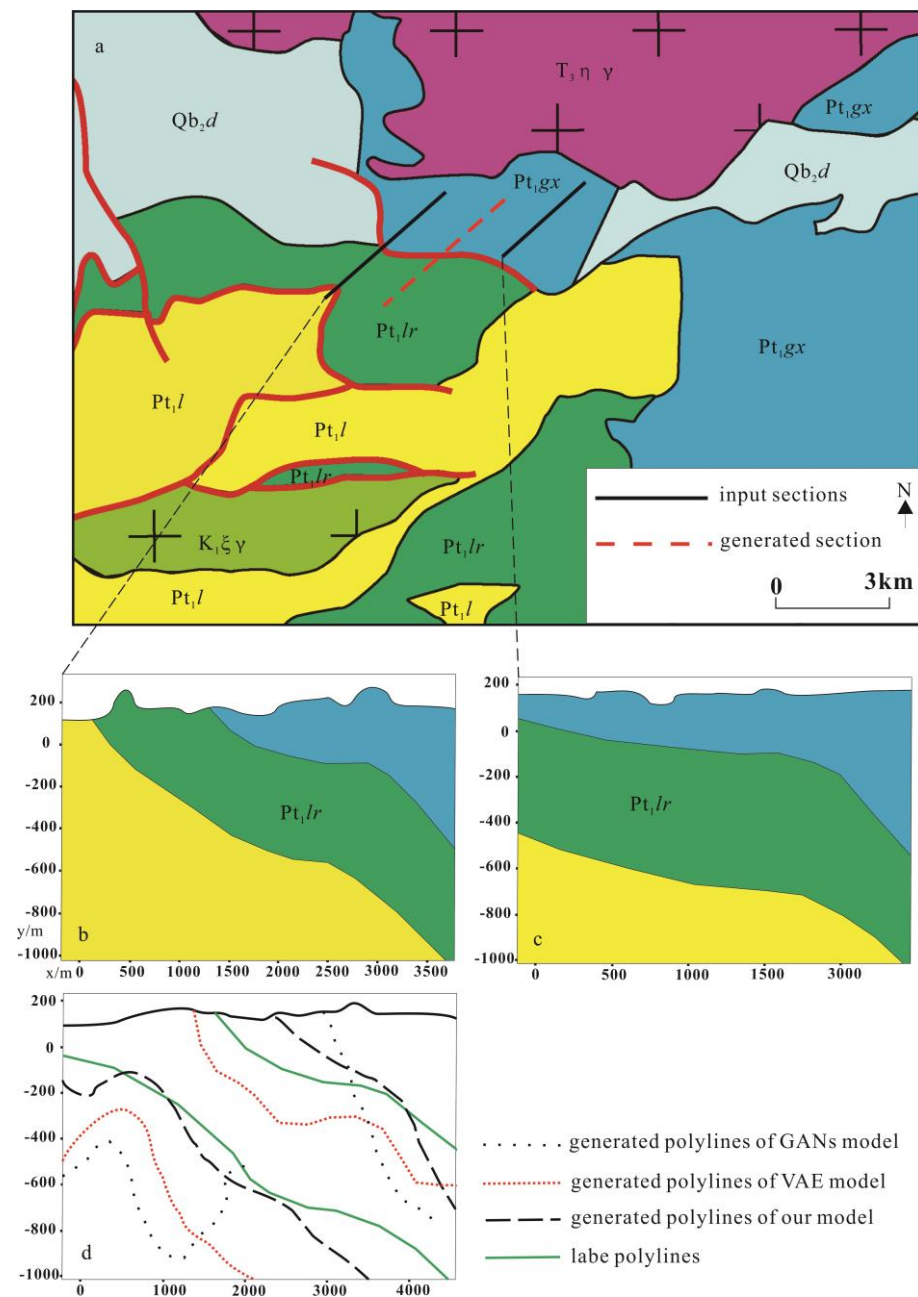 a
T₃ η γ
Pt₁gx
Qb₂d
Qb₂d
Pt₁gx
Pt₁lr
Pt₁gx
Pt₁l
Pt₁l
Pt₁lr
K₁ξγ
Pt₁lr
Pt₁l
Pt₁l
input sections
N
generated section
0 3km
200
0
-200
-400
-600
-800
y/m
-1000
x/m
0 500 1000 1500 2000 2500 3000 3500
Pt₁lr
b
200
0
-200
-400
-600
-800
-1000
0 500 1000 1500 3000
Pt₁lr
c
200
0
-200
-400
-600
-800
-1000
0 1000 2000 3000 4000
d
generated polylines of GANs model
generated polylines of VAE model
generated polylines of our model
labe polylines